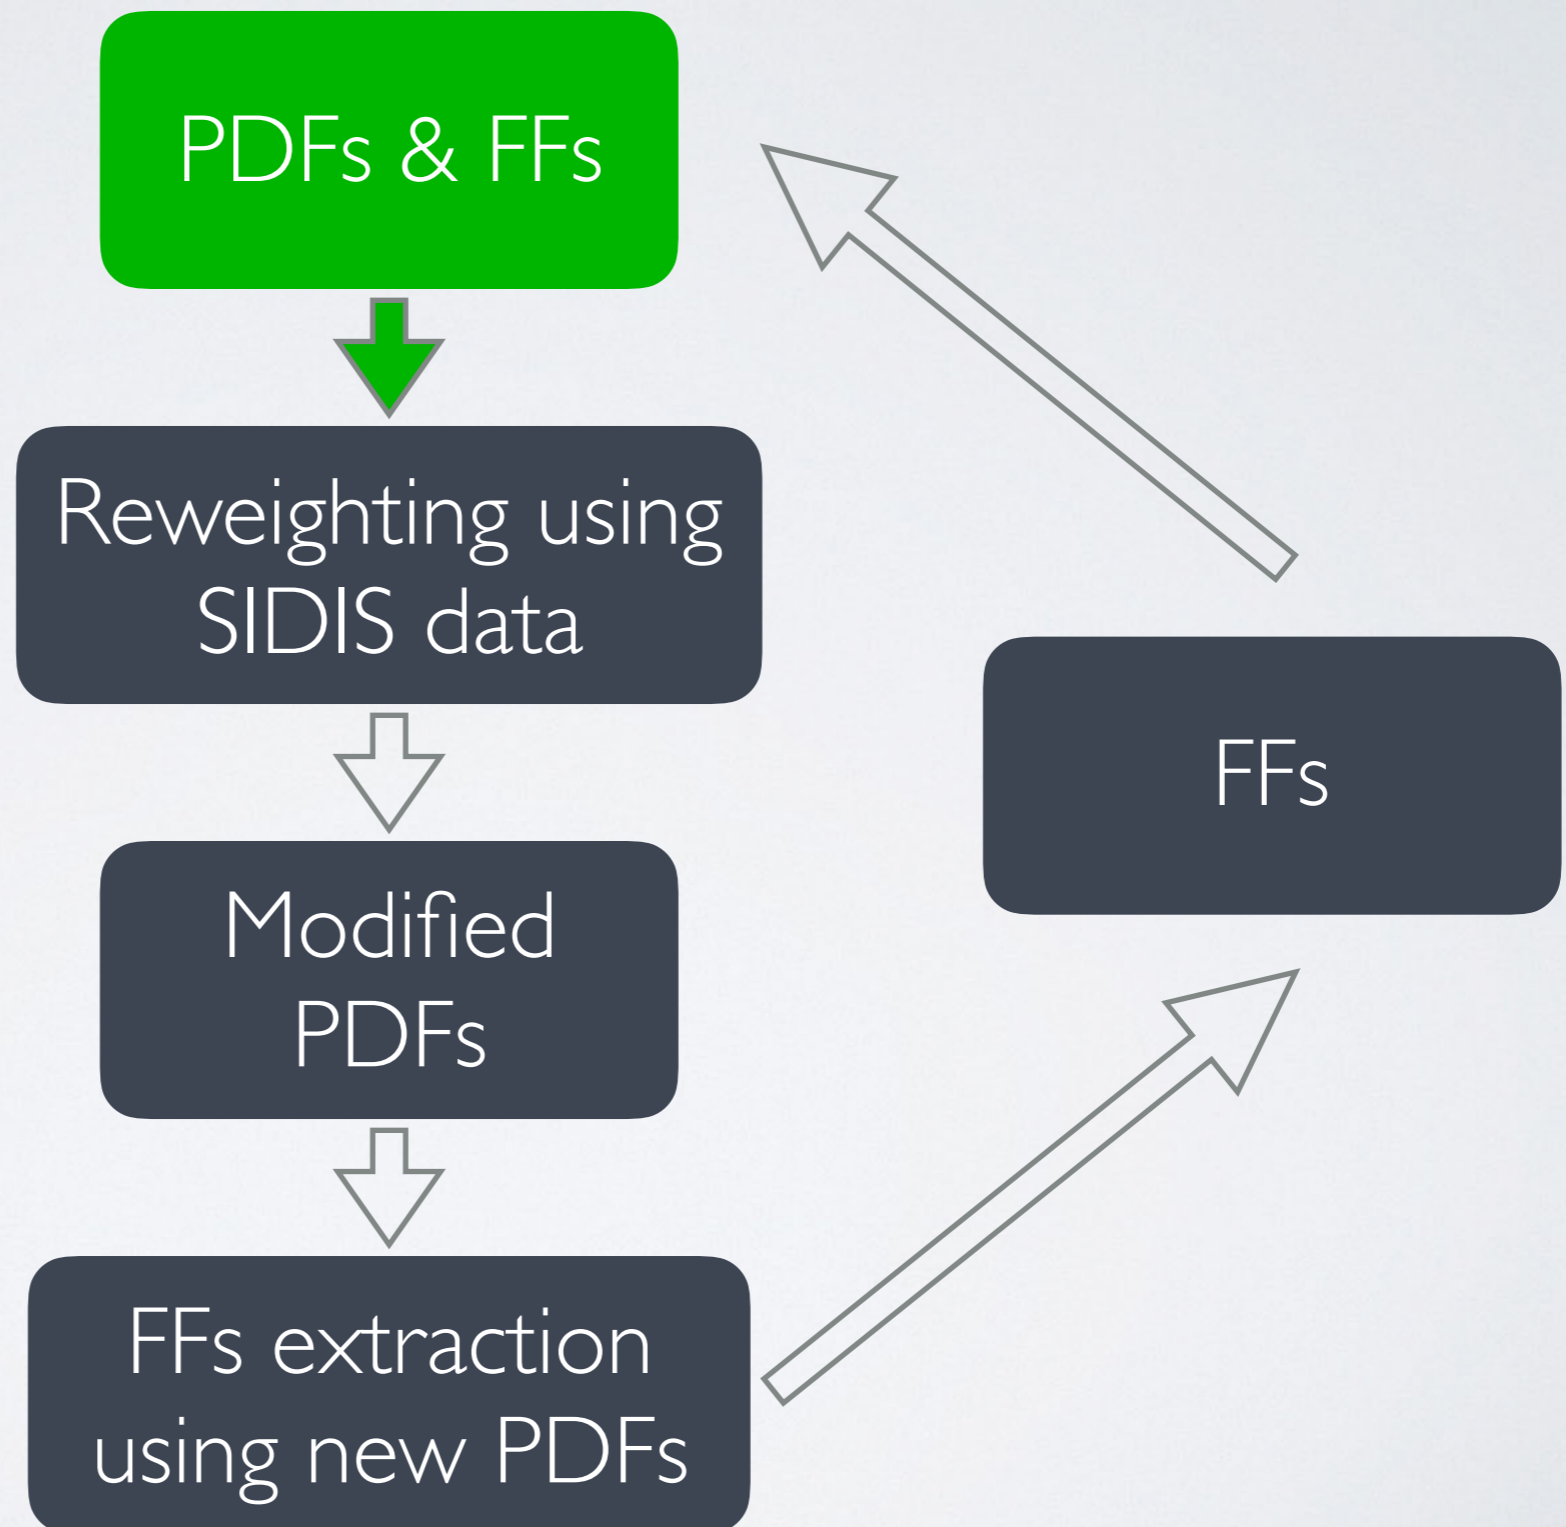 PDFs & FFs
Reweighting using
SIDIS data
Modified
PDFs
FFs extraction
using new PDFs
FFs